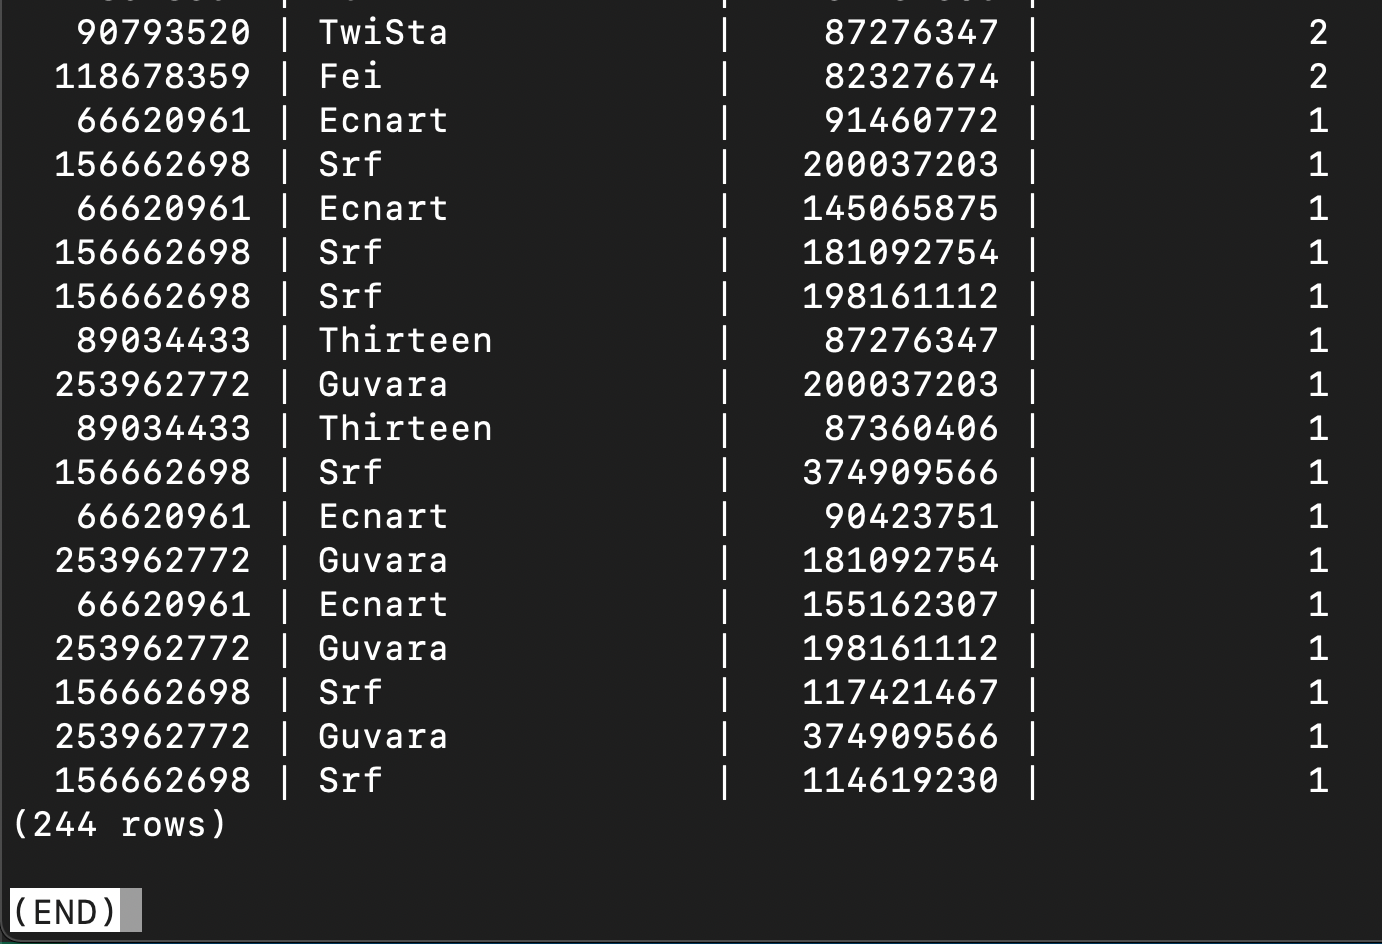 90793520 | TwiSta | 87276347 | 2
118678359 | Fei | 82327674 | 2
66620961 | Ecnart | 91460772 | 1
156662698 | Srf | 200037203 | 1
66620961 | Ecnart | 145065875 | 1
156662698 | Srf | 181092754 | 1
156662698 | Srf | 198161112 | 1
89034433 | Thirteen | 87276347 | 1
253962772 | Guvara | 200037203 | 1
89034433 | Thirteen | 87360406 | 1
156662698 | Srf | 374909566 | 1
66620961 | Ecnart | 90423751 | 1
253962772 | Guvara | 181092754 | 1
66620961 | Ecnart | 155162307 | 1
253962772 | Guvara | 198161112 | 1
156662698 | Srf | 117421467 | 1
253962772 | Guvara | 374909566 | 1
156662698 | Srf | 114619230 | 1
(244 rows)
(END)